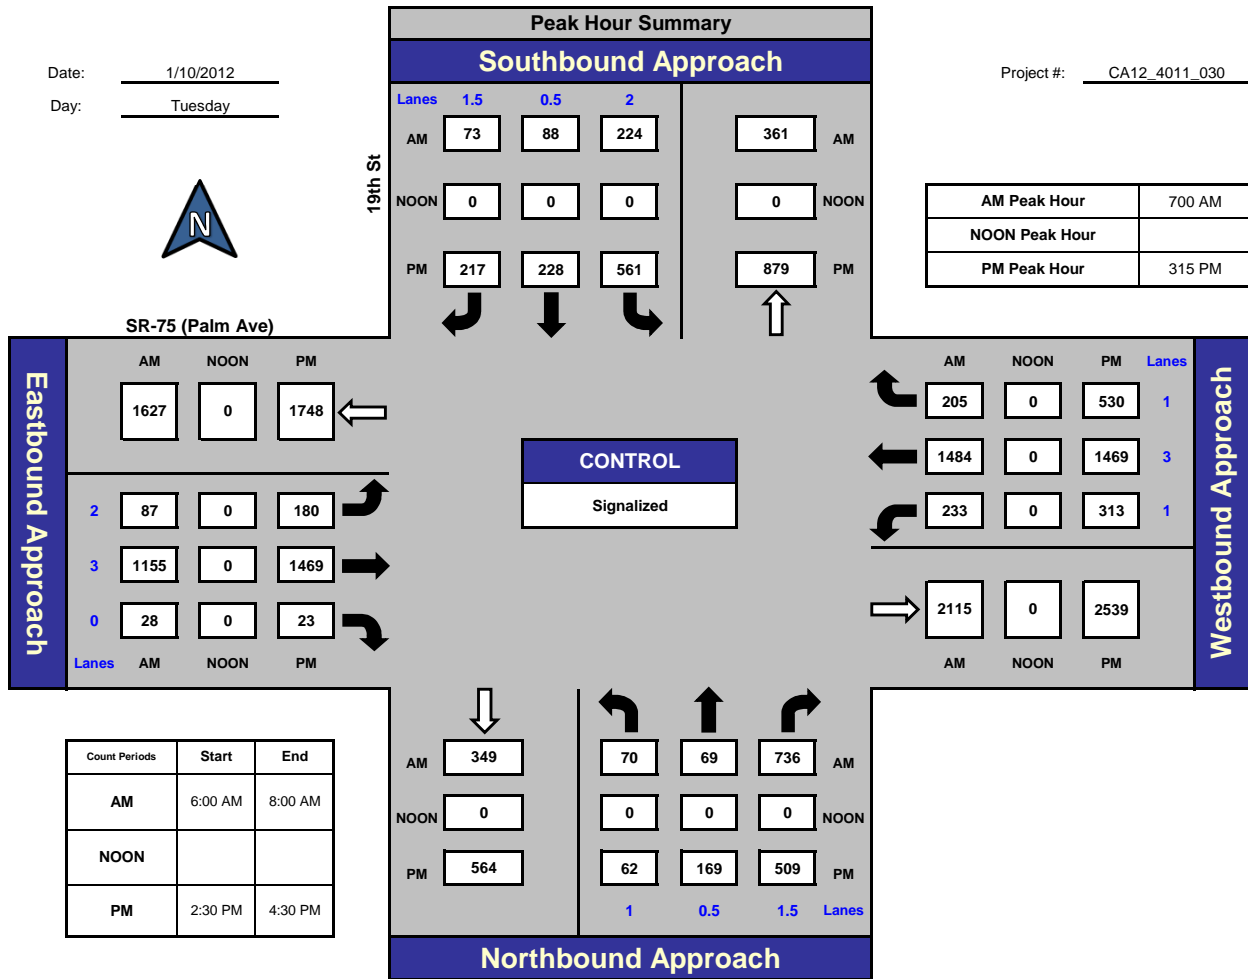 Peak Hour Summary
Southbound Approach
Date: 1/10/2012
Project #: CA12_4011_030
Day: Tuesday
Lanes 1.5 0.5 2
AM 73 88 224 361 AM
19th St
NOON 0 0 0 0 NOON
PM 217 228 561 879 PM
N
AM Peak Hour 700 AM
NOON Peak Hour
PM Peak Hour 315 PM
SR-75 (Palm Ave)
Eastbound Approach
AM NOON PM
1627 0 1748
2 87 0 180
3 1155 0 1469
0 28 0 23
Lanes AM NOON PM
CONTROL
Signalized
AM NOON PM Lanes
205 0 530 1
1484 0 1469 3
233 0 313 1
2115 0 2539
AM NOON PM
Westbound Approach
Count Periods Start End
AM 6:00 AM 8:00 AM
NOON
PM 2:30 PM 4:30 PM
AM 349 70 69 736 AM
NOON 0 0 0 0 NOON
PM 564 62 169 509 PM
1 0.5 1.5 Lanes
Northbound Approach